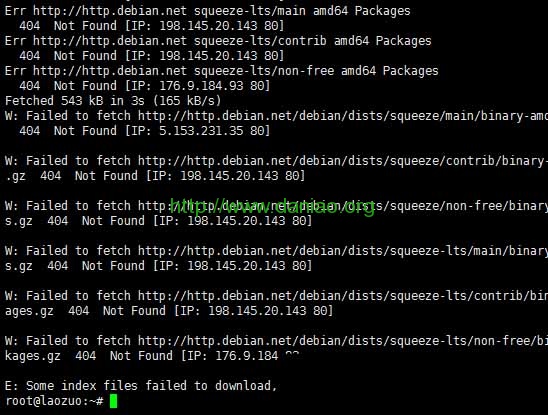 Err http://http.debian.net squeeze-lts/main amd64 Packages
404 Not Found [IP: 198.145.20.143 80]
Err http://http.debian.net squeeze-lts/contrib amd64 Packages
404 Not Found [IP: 198.145.20.143 80]
Err http://http.debian.net squeeze-lts/non-free amd64 Packages
404 Not Found [IP: 176.9.184.93 80]
Fetched 543 kB in 3s (165 kB/s)
W: Failed to fetch http://http.debian.net/debian/dists/squeeze/main/binary-amd
404 Not Found [IP: 5.153.231.35 80]
W: Failed to fetch http://http.debian.net/debian/dists/squeeze/contrib/binary-
.gz 404 Not Found [IP: 198.145.20.143 80]
W: Failed to fetch http://http.debian.net/debian/dists/squeeze/non-free/binary
http://www.daniao.org
s.gz 404 Not Found [IP: 198.145.20.143 80]
W: Failed to fetch http://http.debian.net/debian/dists/squeeze-lts/main/binary
s.gz 404 Not Found [IP: 198.145.20.143 80]
W: Failed to fetch http://http.debian.net/debian/dists/squeeze-lts/contrib/bin
ages.gz 404 Not Found [IP: 198.145.20.143 80]
W: Failed to fetch http://http.debian.net/debian/dists/squeeze-lts/non-free/bi
kages.gz 404 Not Found [IP: 176.9.184
E: Some index files failed to download,
root@laozuo:~#